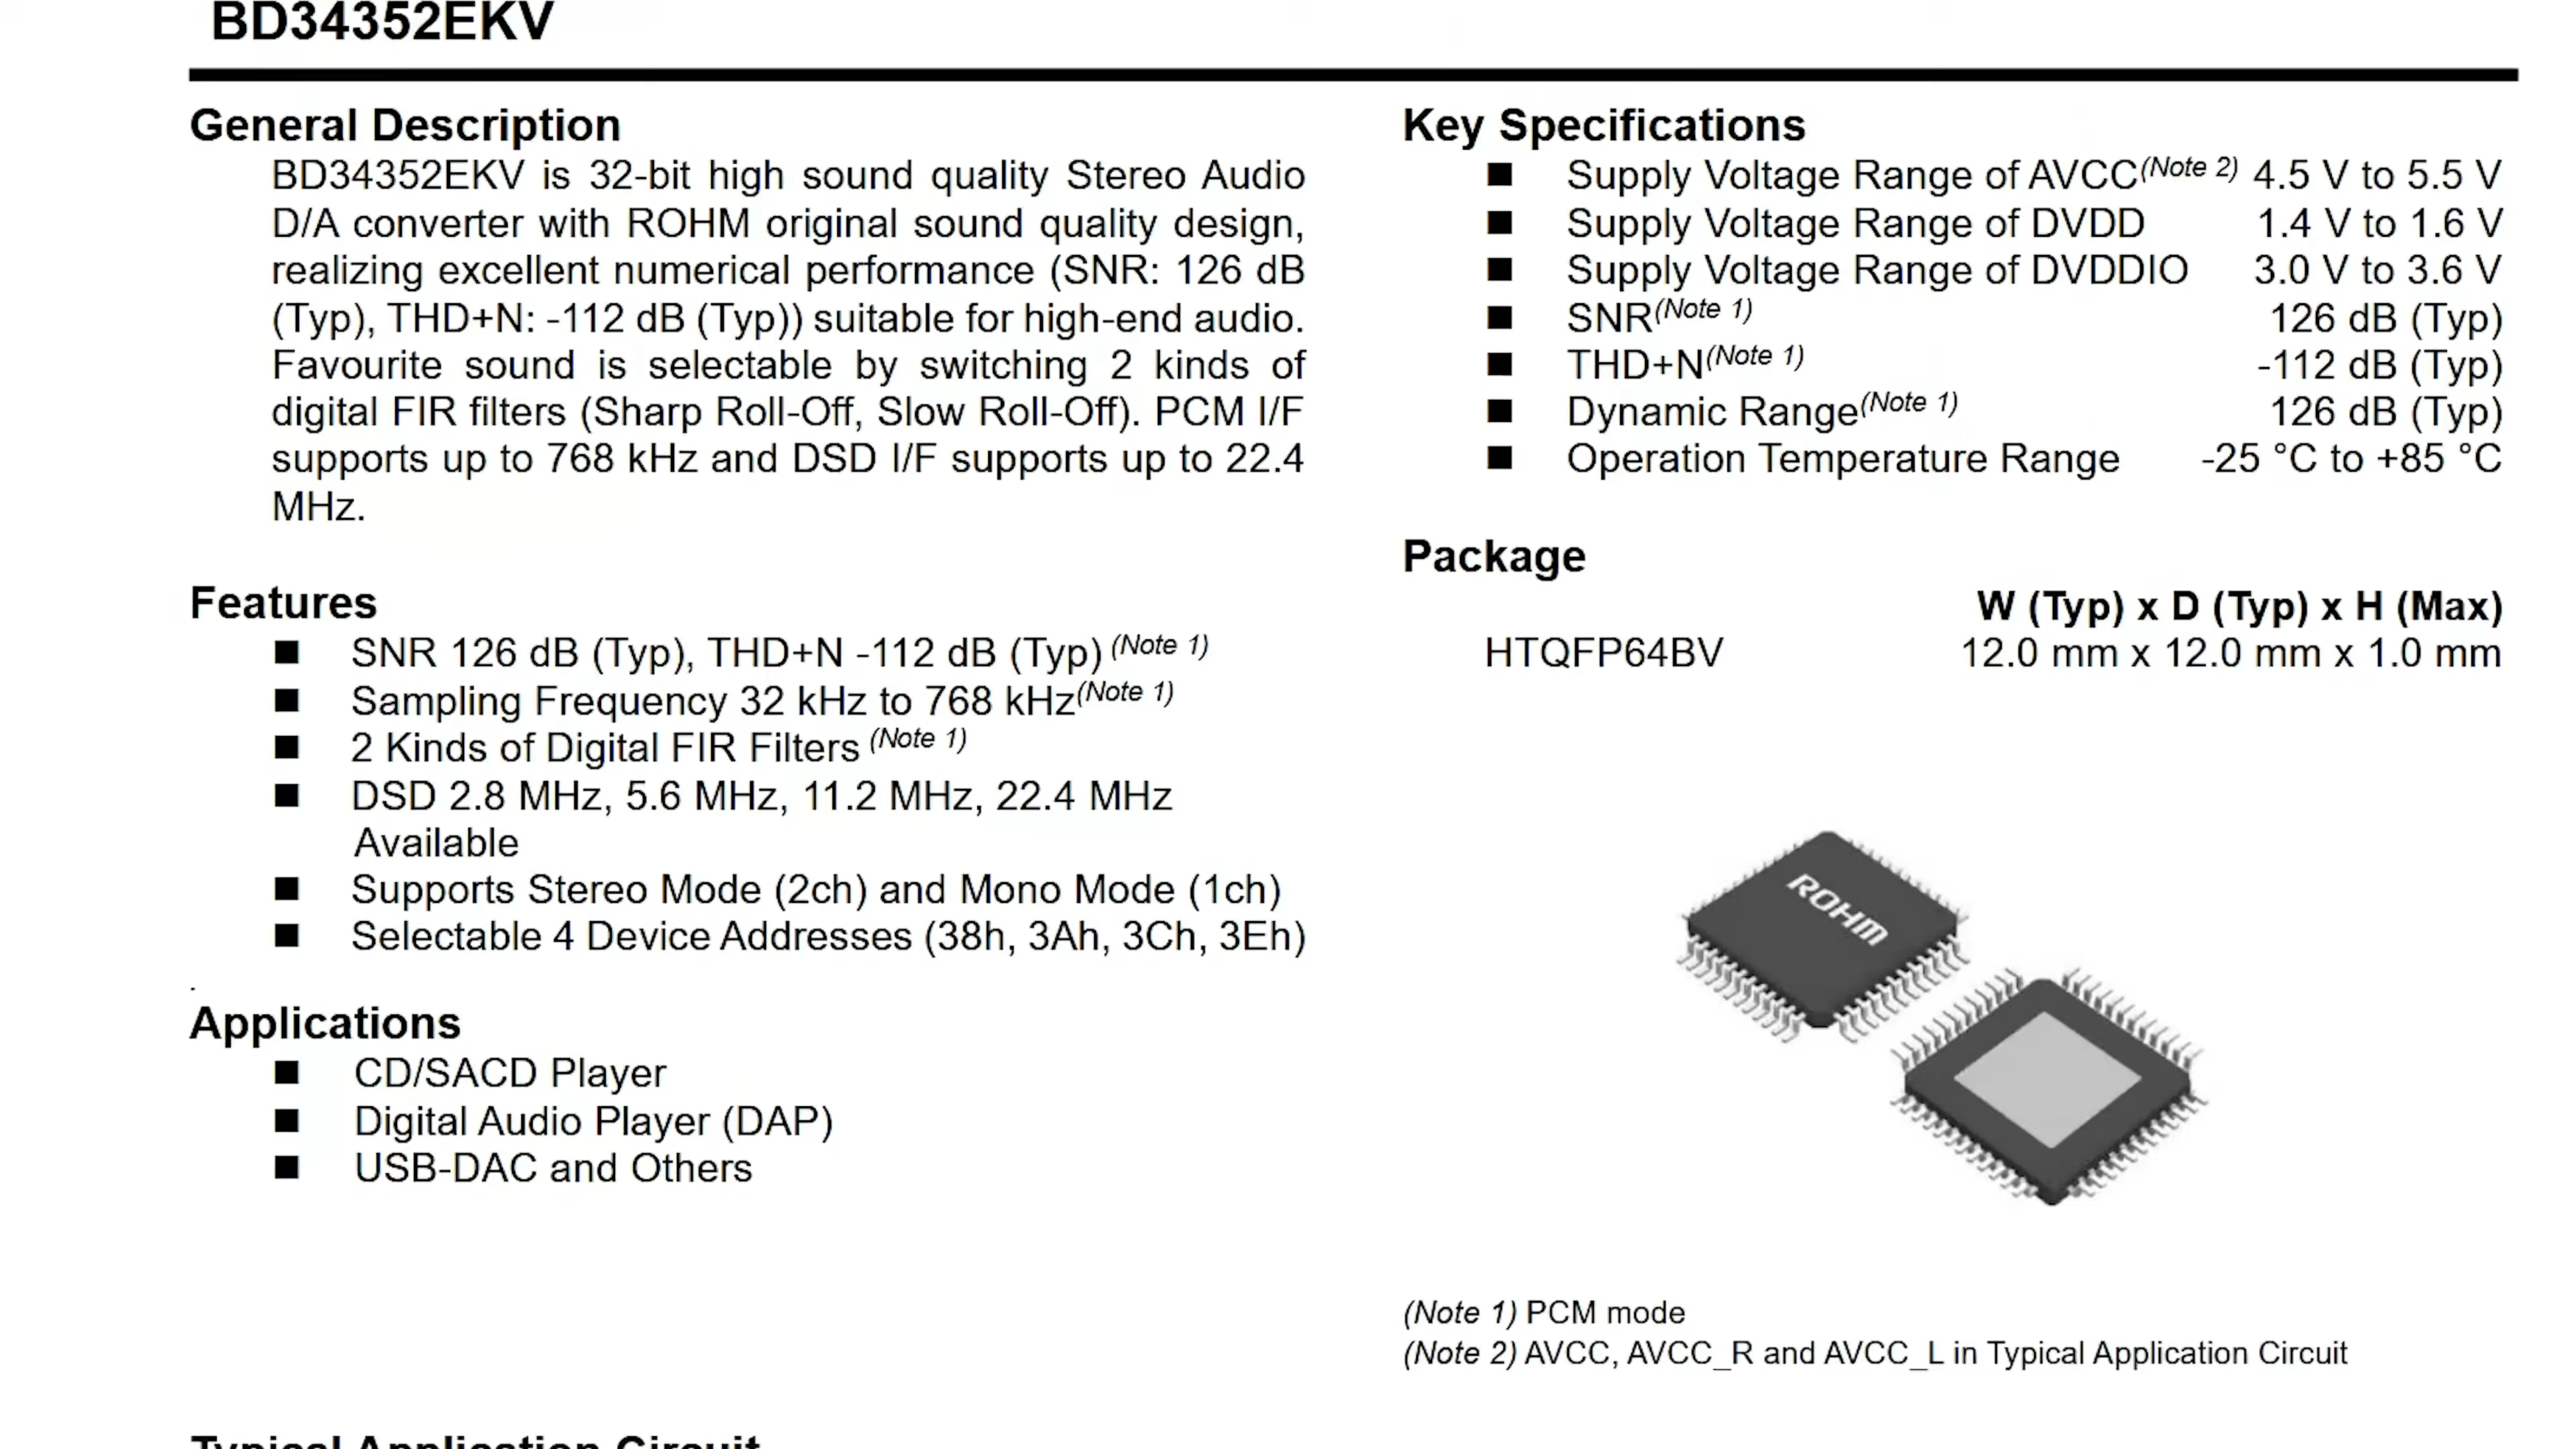 BD34352EKV
General Description
BD34352EKV is 32-bit high sound quality Stereo Audio
D/A converter with ROHM original sound quality design,
realizing excellent numerical performance (SNR: 126 dB
(Typ), THD+N: -112 dB (Typ)) suitable for high-end audio.
Favourite sound is selectable by switching 2 kinds of
digital FIR filters (Sharp Roll-Off, Slow Roll-Off). PCM I/F
supports up to 768 kHz and DSD I/F supports up to 22.4
MHz.
Features
■ SNR 126 dB (Typ), THD+N -112 dB (Typ) (Note 1)
■ Sampling Frequency 32 kHz to 768 kHz(Note 1)
■ 2 Kinds of Digital FIR Filters (Note 1)
■ DSD 2.8 MHz, 5.6 MHz, 11.2 MHz, 22.4 MHz
Available
■ Supports Stereo Mode (2ch) and Mono Mode (1ch)
■ Selectable 4 Device Addresses (38h, 3Ah, 3Ch, 3Eh)
.
Applications
■ CD/SACD Player
■ Digital Audio Player (DAP)
■ USB-DAC and Others
Key Specifications
■ Supply Voltage Range of AVCC(Note 2) 4.5 V to 5.5 V
■ Supply Voltage Range of DVDD 1.4 V to 1.6 V
■ Supply Voltage Range of DVDDIO 3.0 V to 3.6 V
■ SNR(Note 1) 126 dB (Typ)
■ THD+N(Note 1) -112 dB (Typ)
■ Dynamic Range(Note 1) 126 dB (Typ)
■ Operation Temperature Range -25 °C to +85 °C
Package
W (Typ) x D (Typ) x H (Max)
HTQFP64BV 12.0 mm x 12.0 mm x 1.0 mm
ROHM
(Note 1) PCM mode
(Note 2) AVCC, AVCC_R and AVCC_L in Typical Application Circuit
Typical Application Circuit